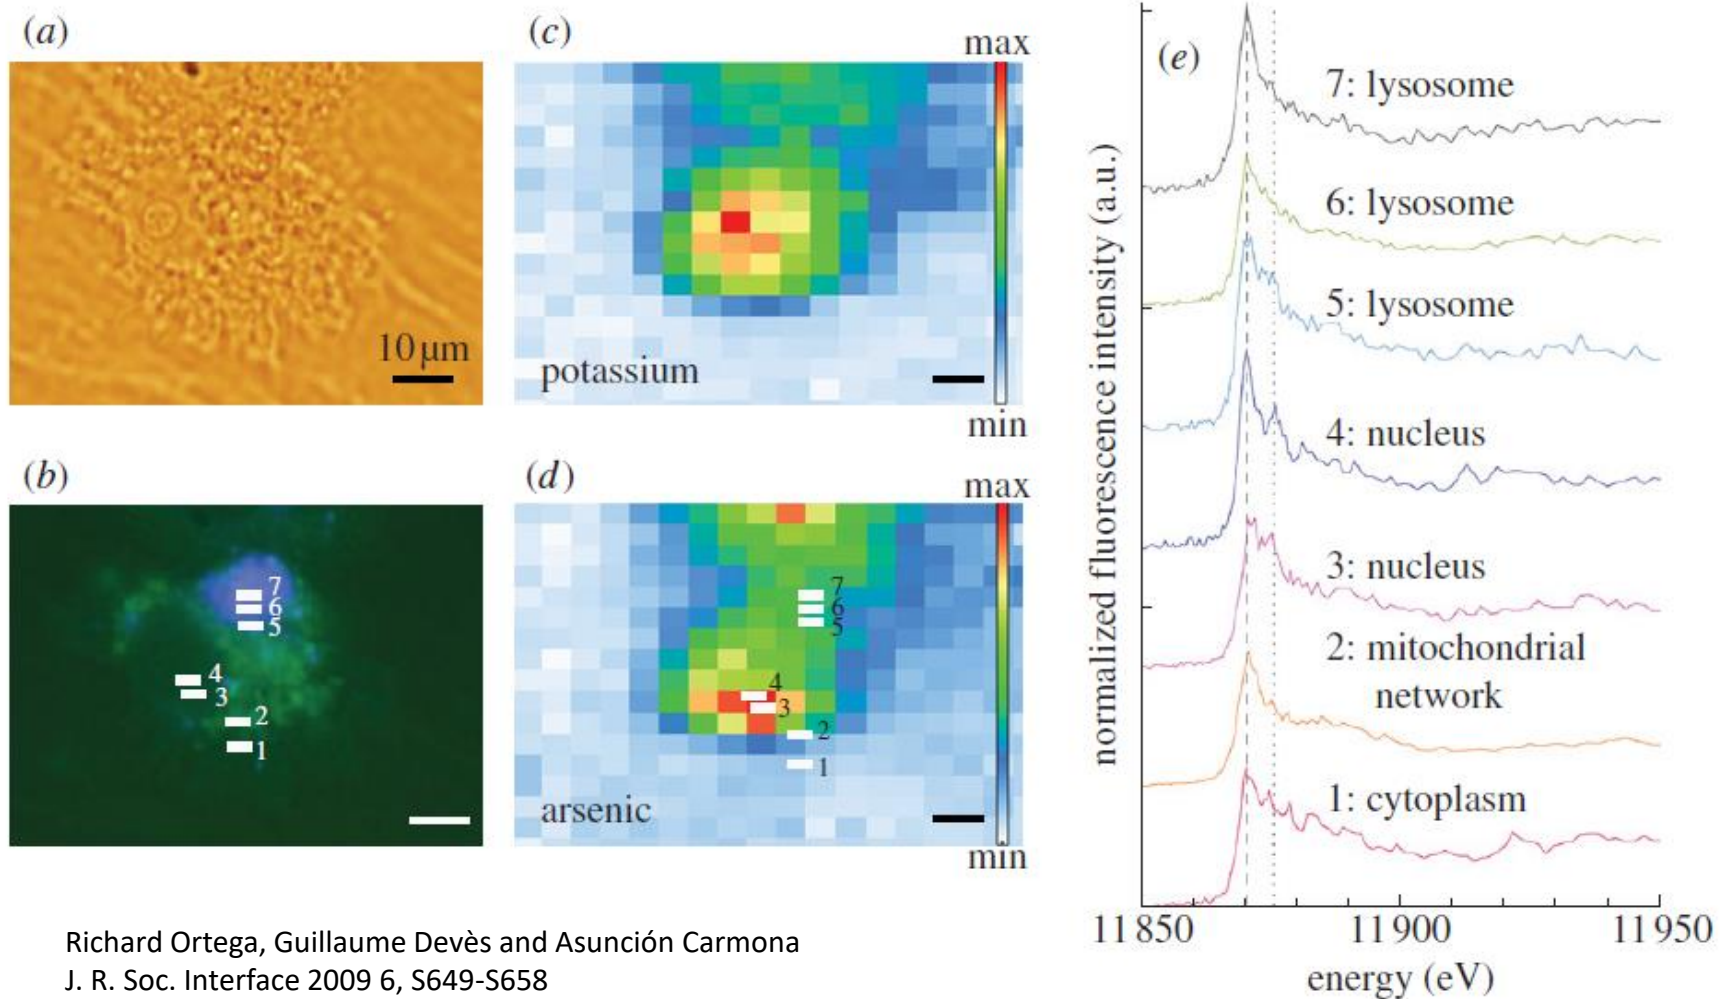 (a)
10 µm
(b)
7
6
5
4
3
2
1
(c)
max
potassium
min
(d)
max
7
6
5
4
3
2
1
arsenic
min
(e)
normalized fluorescence intensity (a.u.)
7: lysosome
6: lysosome
5: lysosome
4: nucleus
3: nucleus
2: mitochondrial
network
1: cytoplasm
11 850 11 900 11 950
energy (eV)
Richard Ortega, Guillaume Devès and Asunción Carmona
J. R. Soc. Interface 2009 6, S649-S658